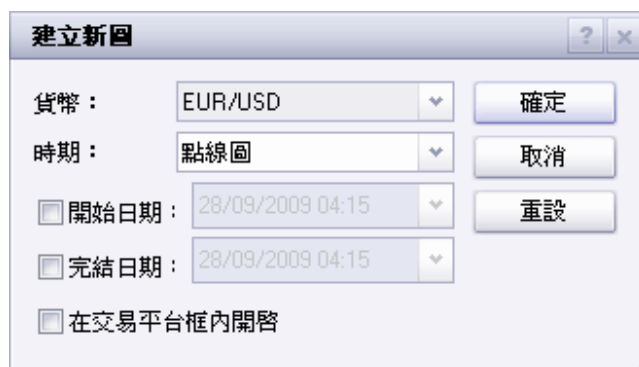 建立新圖
貨幣： EUR/USD 確定
時期： 點線圖 取消
開始日期： 28/09/2009 04:15 重設
完結日期： 28/09/2009 04:15
在交易平台框內開啓